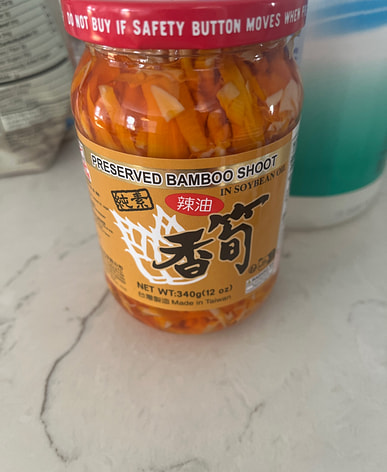 DO NOT BUY IF SAFETY BUTTON MOVES WHEN
PRESERVED BAMBOO SHOOT
IN SOYBEAN OIL
純素
辣油
香筍
NET WT:340g(12 oz)
台灣製造 Made in Taiwan